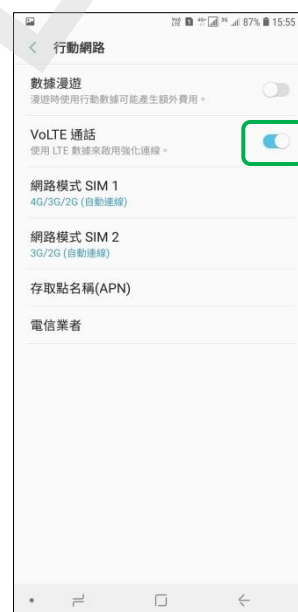 87% 15:55
行動網路
數據漫遊
漫遊時使用行動數據可能產生額外費用。
VoLTE 通話
使用 LTE 數據來啟用強化連線。
網路模式 SIM 1
4G/3G/2G (自動連線)
網路模式 SIM 2
3G/2G (自動連線)
存取點名稱(APN)
電信業者